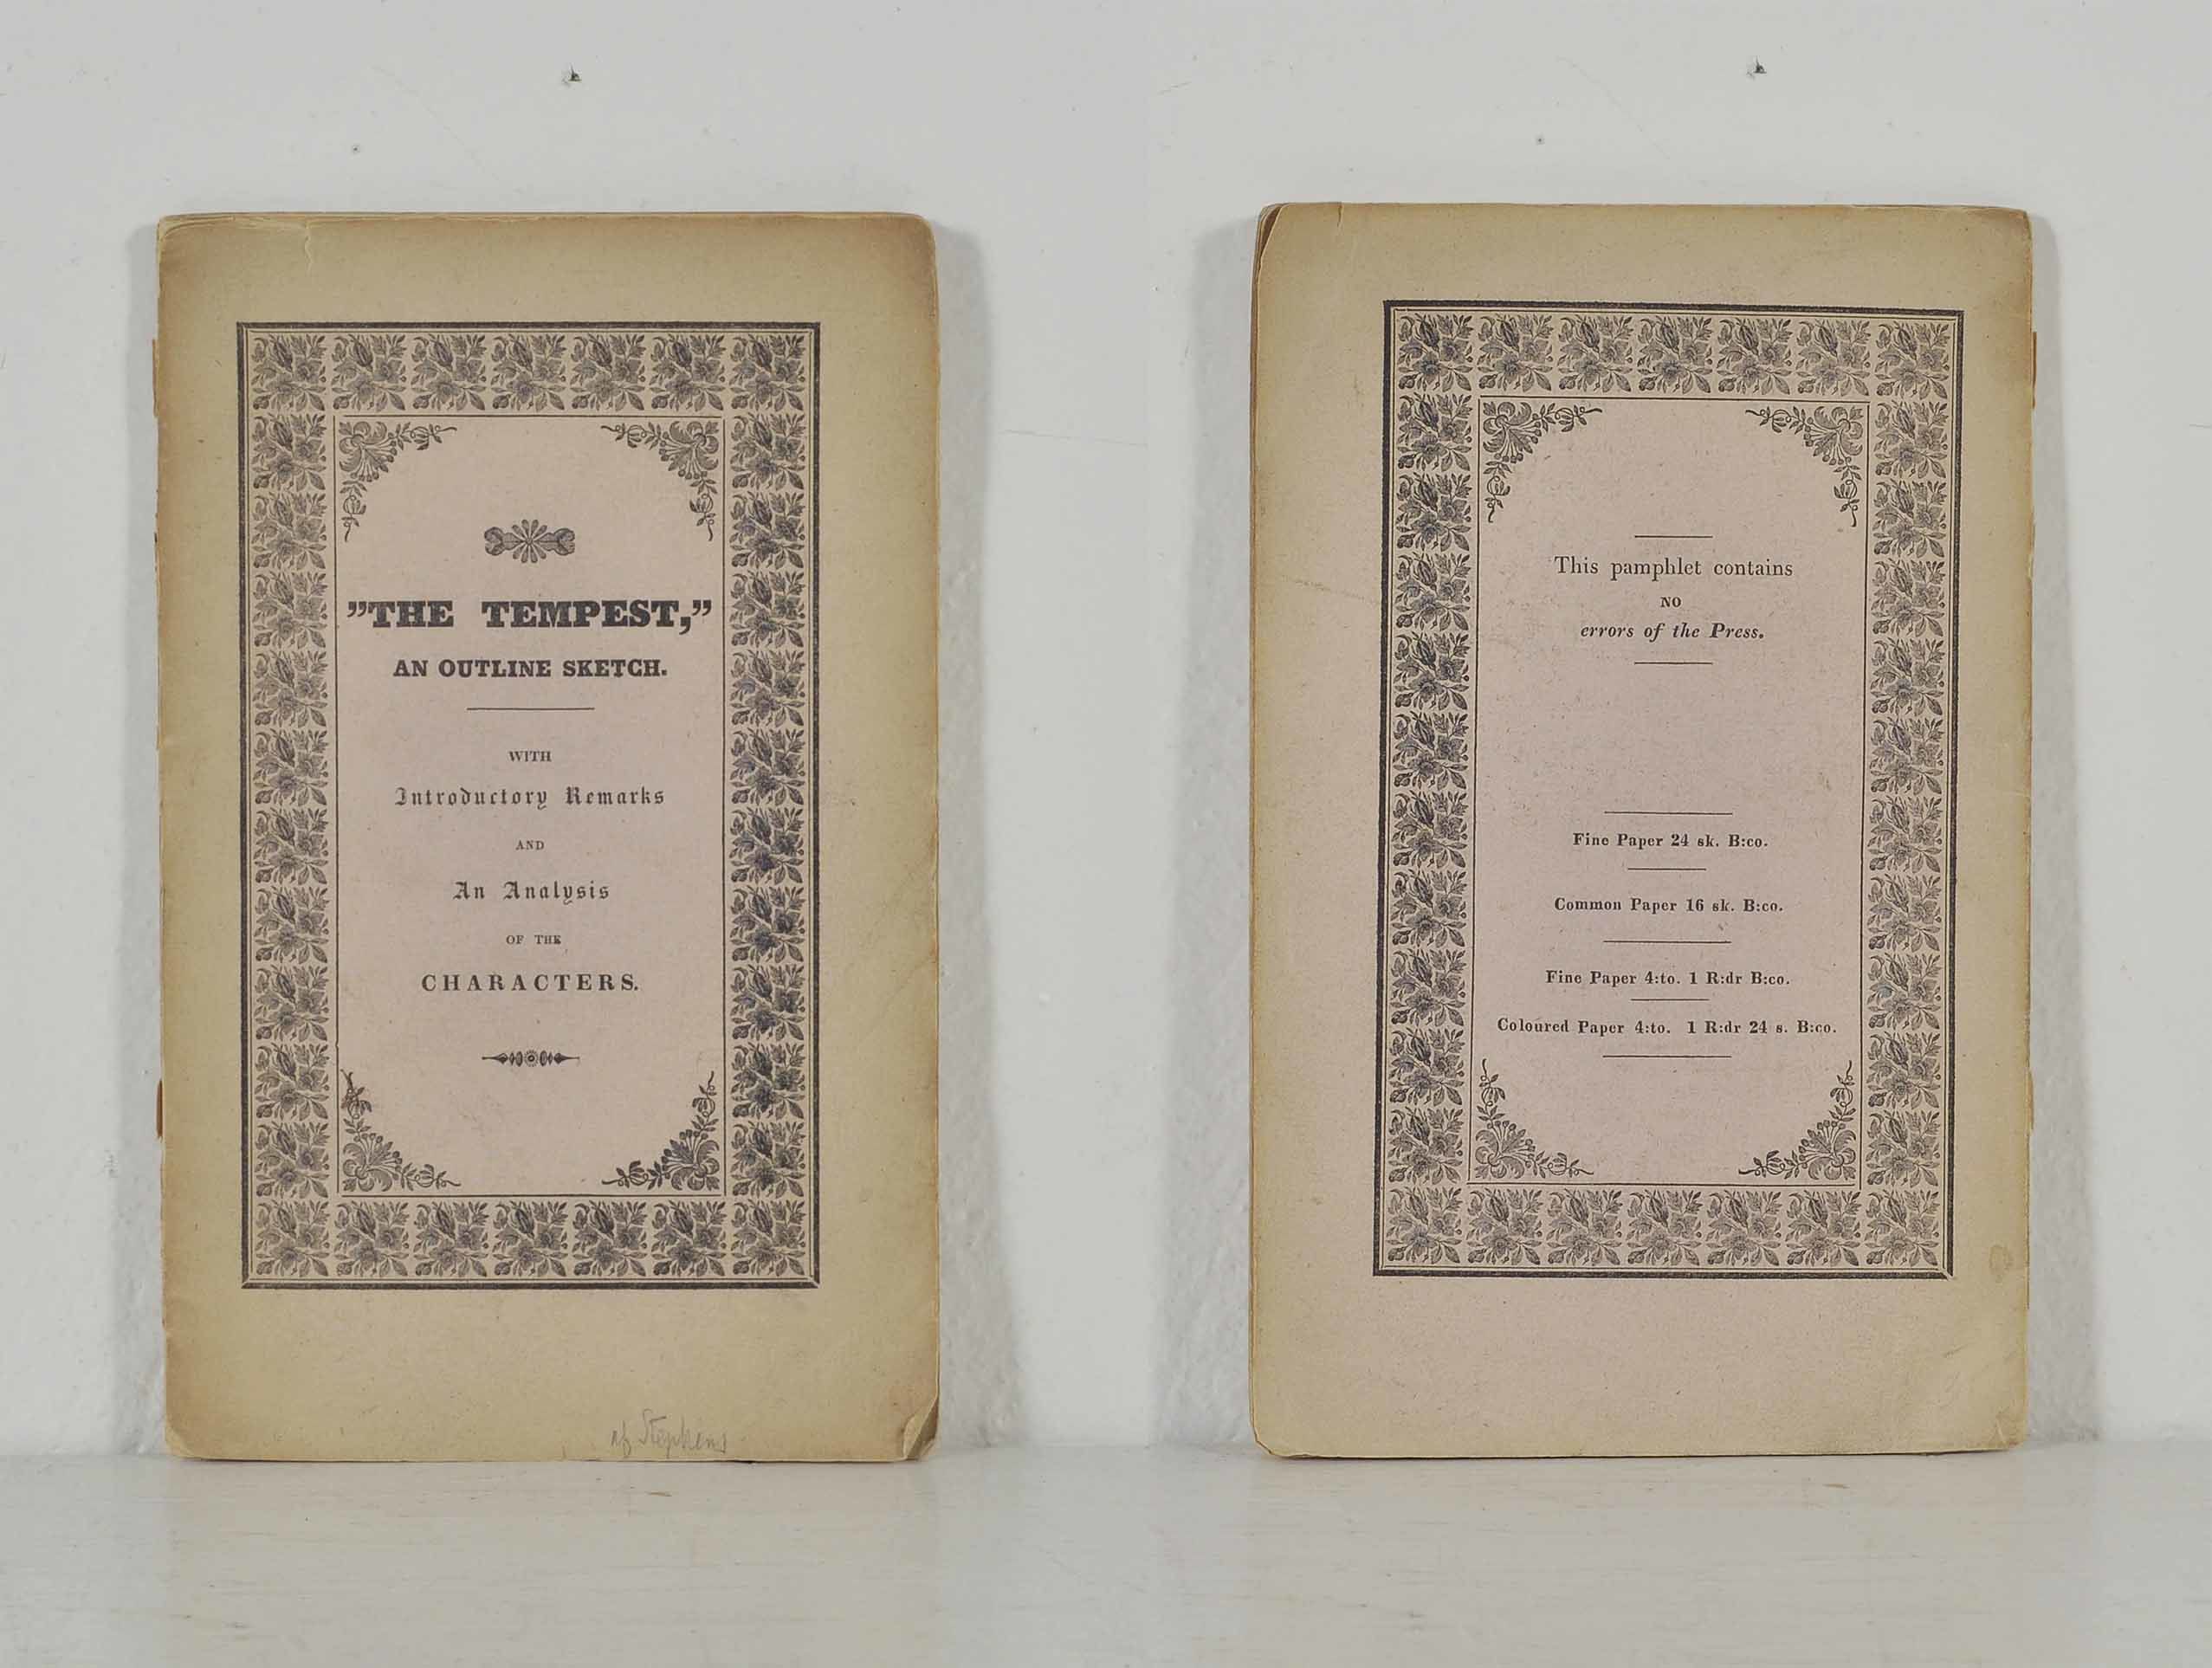 ”THE TEMPEST,”
AN OUTLINE SKETCH.
WITH
Introductory Remarks
AND
An Analysis
OF THE
CHARACTERS.
af Stephens
This pamphlet contains
NO
errors of the Press.
Fine Paper 24 sk. B:co.
Common Paper 16 sk. B:co.
Fine Paper 4:to. 1 R:dr B:co.
Coloured Paper 4:to. 1 R:dr 24 s. B:co.